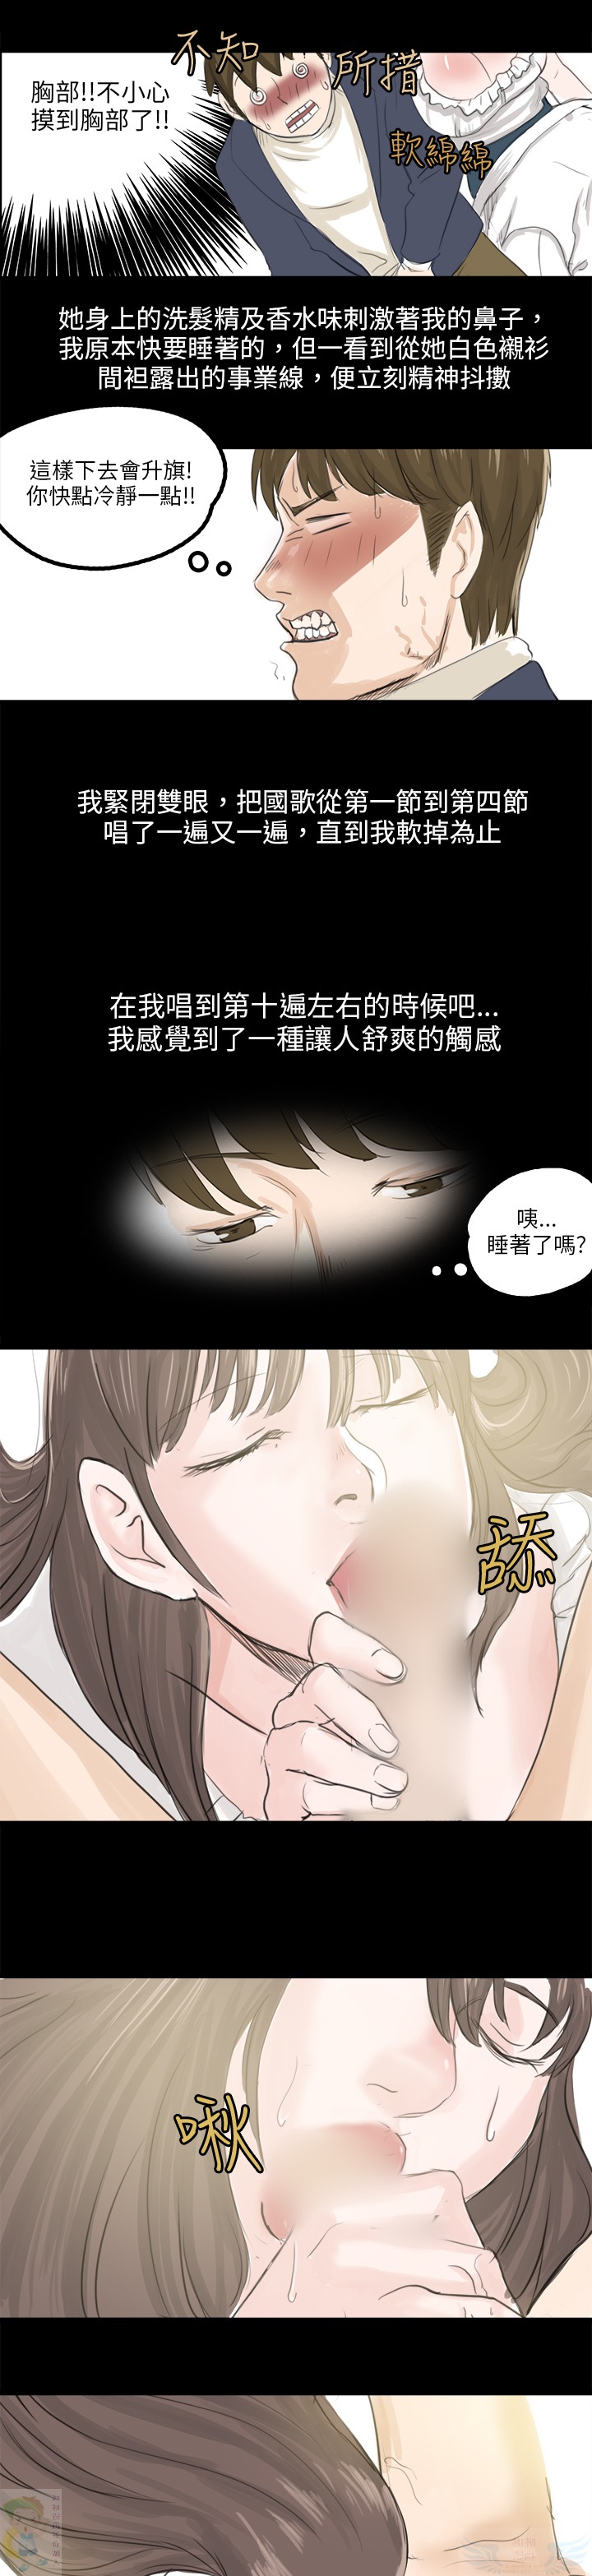 不知
所措
胸部!!不小心
摸到胸部了!!
軟綿綿
她身上的洗髮精及香水味刺激著我的鼻子，
我原本快要睡著的，但一看到從她白色襯衫
間袒露出的事業線，便立刻精神抖擻
這樣下去會升旗!
你快點冷靜一點!!
我緊閉雙眼，把國歌從第一節到第四節
唱了一遍又一遍，直到我軟掉為止
在我唱到第十遍左右的時候吧...
我感覺到了一種讓人舒爽的觸感
咦...
睡著了嗎?
舔
啾